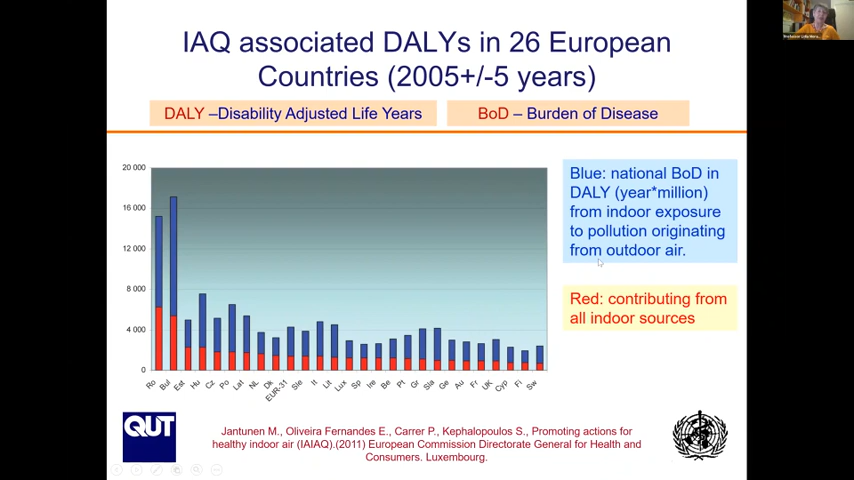 IAQ associated DALYs in 26 European
Countries (2005+/-5 years)
DALY –Disability Adjusted Life Years
BoD – Burden of Disease
20 000
16 000
12 000
8 000
4 000
0
Ro Bul Est Hu Cz Po Lat NL Dk EUR-31 Sle It Lit Lux Sp Ire Be Pt Gr Sla Ge Au Fr UK Cyp Fi Sw
Blue: national BoD in
DALY (year*million)
from indoor exposure
to pollution originating
from outdoor air.
Red: contributing from
all indoor sources
QUT
Jantunen M., Oliveira Fernandes E., Carrer P., Kephalopoulos S., Promoting actions for
healthy indoor air (IAIAQ).(2011) European Commission Directorate General for Health and
Consumers. Luxembourg.